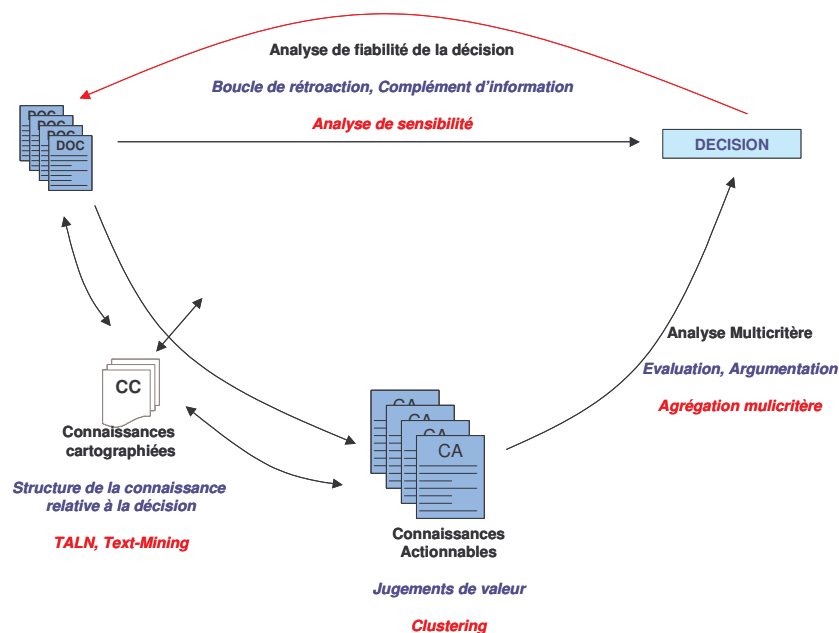 Analyse de fiabilité de la décision
Boucle de rétroaction, Complément d'information
Analyse de sensibilité
DOC
DOC
DOC
DOC
DÉCISION
Analyse Multicritère
Evaluation, Argumentation
Agrégation mulicritère
CC
Connaissances
cartographiées
Structure de la connaissance
relative à la décision
TALN, Text-Mining
CA
CA
CA
CA
Connaissances
Actionnables
Jugements de valeur
Clustering